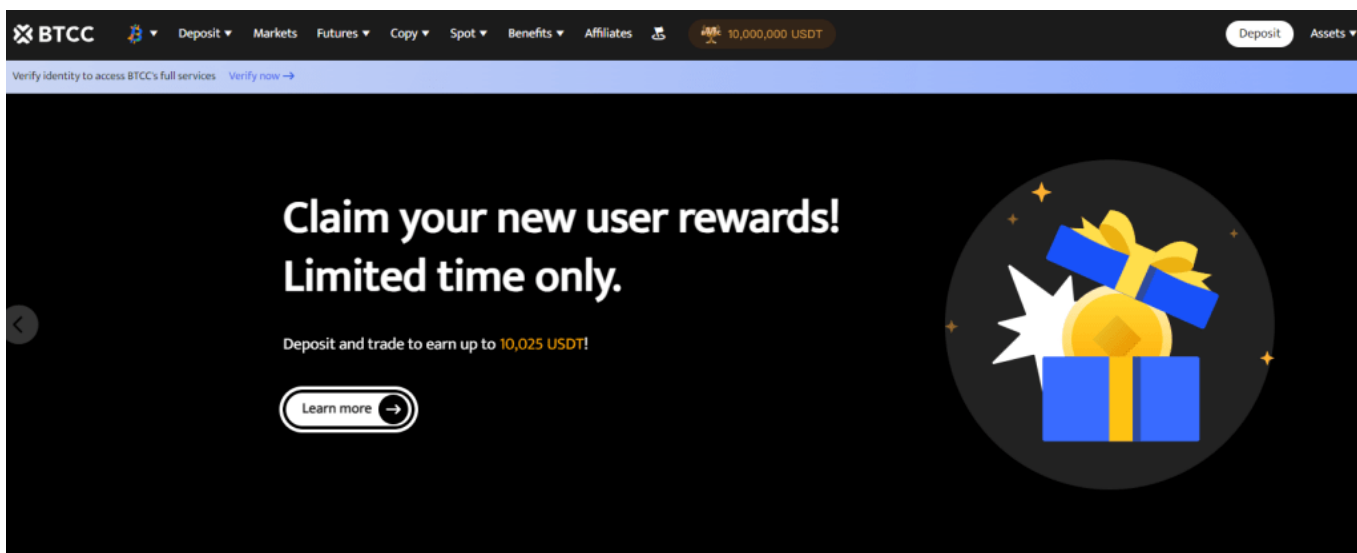 BTCC Deposit Markets Futures Copy Spot Benefits Affiliates 10,000,000 USDT Deposit Assets
Verify identity to access BTCC's full services Verify now →
Claim your new user rewards!
Limited time only.
Deposit and trade to earn up to 10,025 USDT!
Learn more